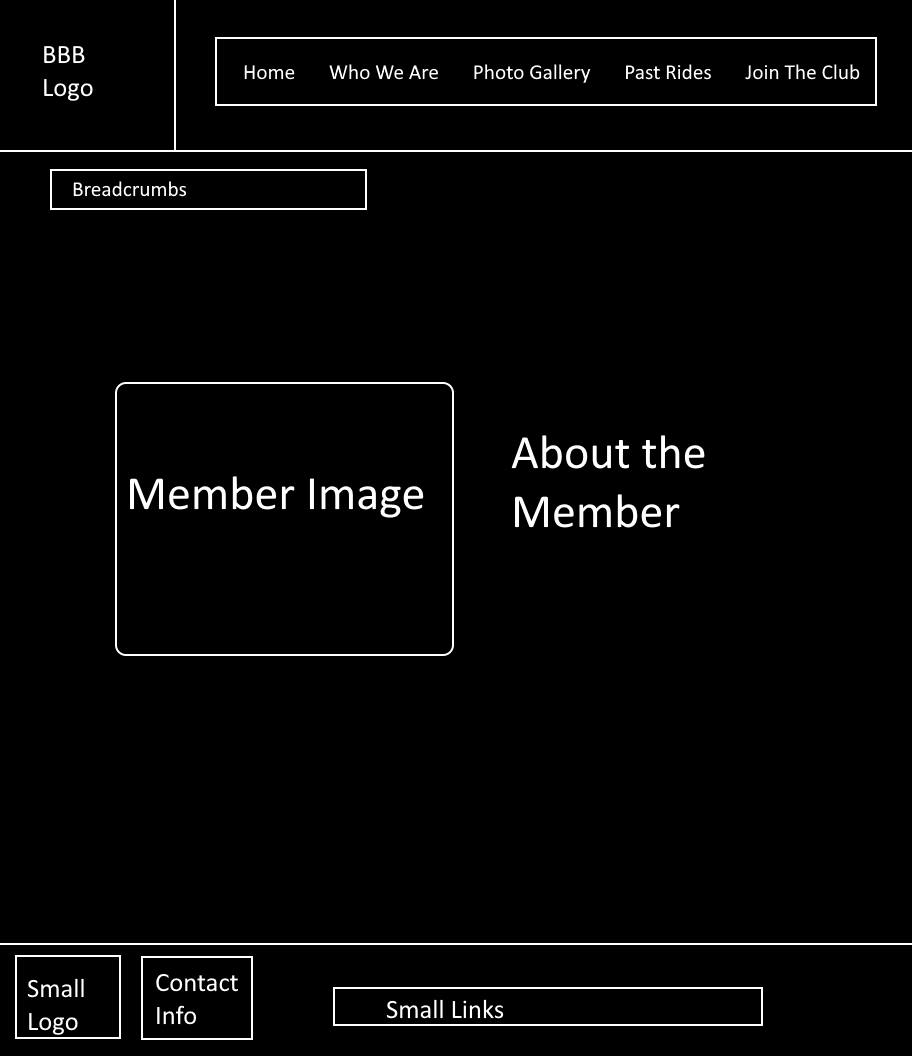 BBB
Logo
Home
Who We Are
Photo Gallery
Past Rides
Join The Club
Breadcrumbs
Member Image
About the
Member
Small
Logo
Contact
Info
Small Links